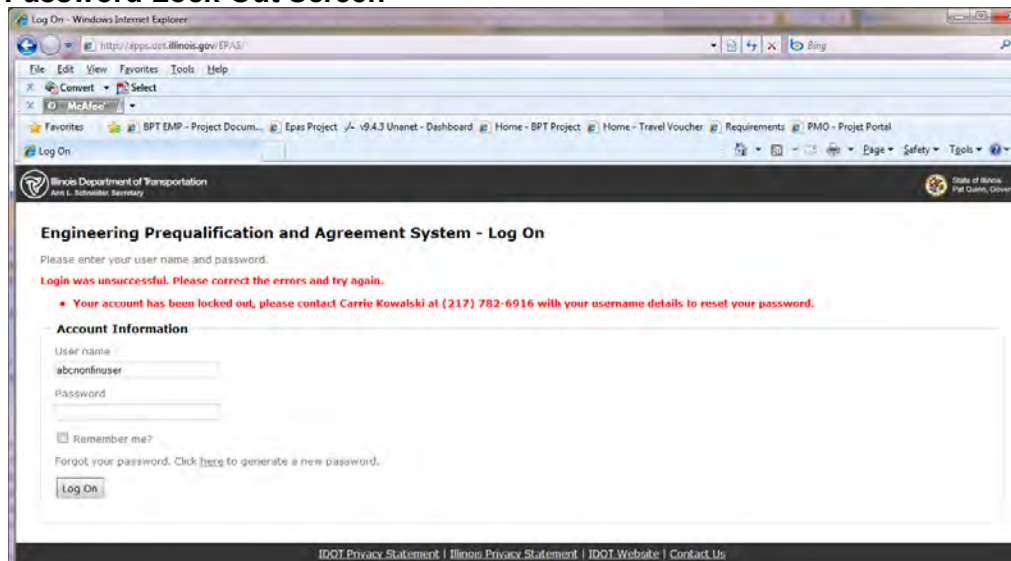 Password Lock Out Screen
Log On - Windows Internet Explorer
http://apps.dot.illinois.gov/EPAS/
Bing
File Edit View Favorites Tools Help
x Convert Select
x McAfee
Favorites BPT EMP - Project Docum... Epas Project v9.4.3 Unanet - Dashboard Home - BPT Project Home - Travel Voucher Requirements PMO - Projet Portal
Log On
Page Safety Tools
Illinois Department of Transportation
Ann L. Schneider, Secretary
State of Illinois
Pat Quinn, Gover
Engineering Prequalification and Agreement System - Log On
Please enter your user name and password.
Login was unsuccessful. Please correct the errors and try again.
• Your account has been locked out, please contact Carrie Kowalski at (217) 782-6916 with your username details to reset your password.
Account Information
User name
abcnonfinuser
Password
Remember me?
Forgot your password. Click here to generate a new password.
Log On
IDOT Privacy Statement | Illinois Privacy Statement | IDOT Website | Contact Us